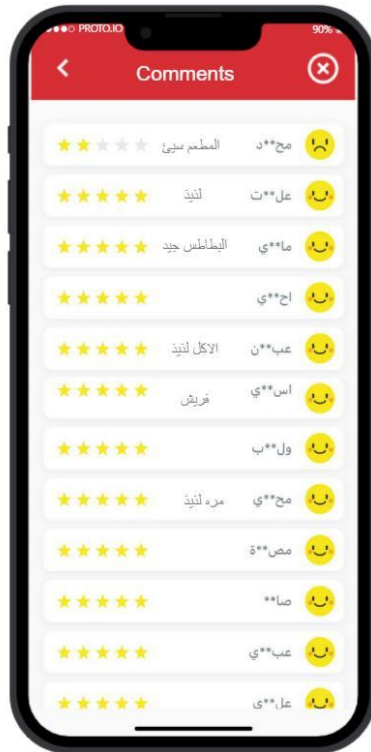 PROTO.IO 90%
Comments
مح**د المطعم سيئ
عل**ت لذيذ
ما**ي البطاطس جيد
اح**ي
عب**ن الاكل لذيذ
اس**ي فريش
ول**ب
مح**ي مره لذيذ
مص**ة
صا**
عب**ي
عل**ي